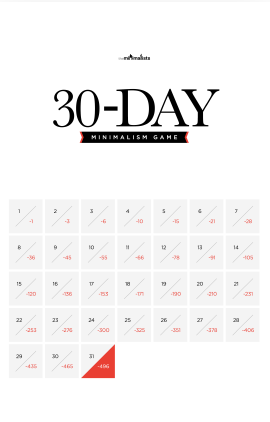 theminimalists
30-DAY
MINIMALISM GAME
1 2 3 4 5 6 7
-1 -3 -6 -10 -15 -21 -28
8 9 10 11 12 13 14
-36 -45 -55 -66 -78 -91 -105
15 16 17 18 19 20 21
-120 -136 -153 -171 -190 -210 -231
22 23 24 25 26 27 28
-253 -276 -300 -325 -351 -378 -406
29 30 31
-435 -465 -496